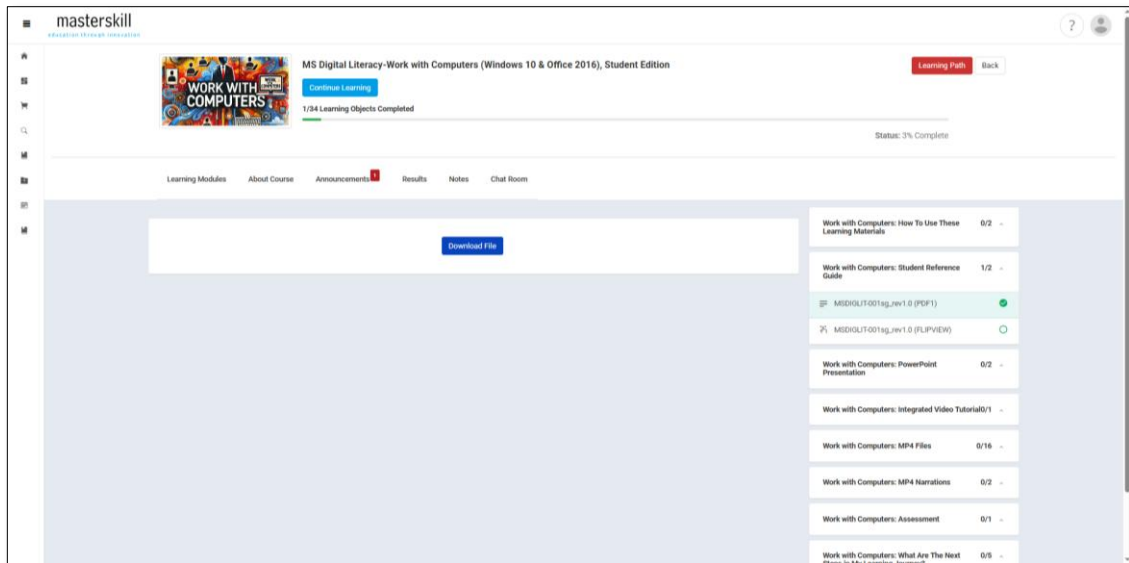 masterskill
education through innovation
?
WORK WITH
COMPUTERS
MS Digital Literacy-Work with Computers (Windows 10 & Office 2016), Student Edition
Learning Path
Back
Continue Learning
1/34 Learning Objects Completed
Status: 3% Complete
Learning Modules
About Course
Announcements
Results
Notes
Chat Room
Download File
Work with Computers: How To Use These
Learning Materials
0/2
Work with Computers: Student Reference
Guide
1/2
MSDIGLIT-001sg_rev1.0 (PDF1)
MSDIGLIT-001sg_rev1.0 (FLIPVIEW)
Work with Computers: PowerPoint
Presentation
0/2
Work with Computers: Integrated Video Tutorial
0/1
Work with Computers: MP4 Files
0/16
Work with Computers: MP4 Narrations
0/2
Work with Computers: Assessment
0/1
Work with Computers: What Are The Next
0/5